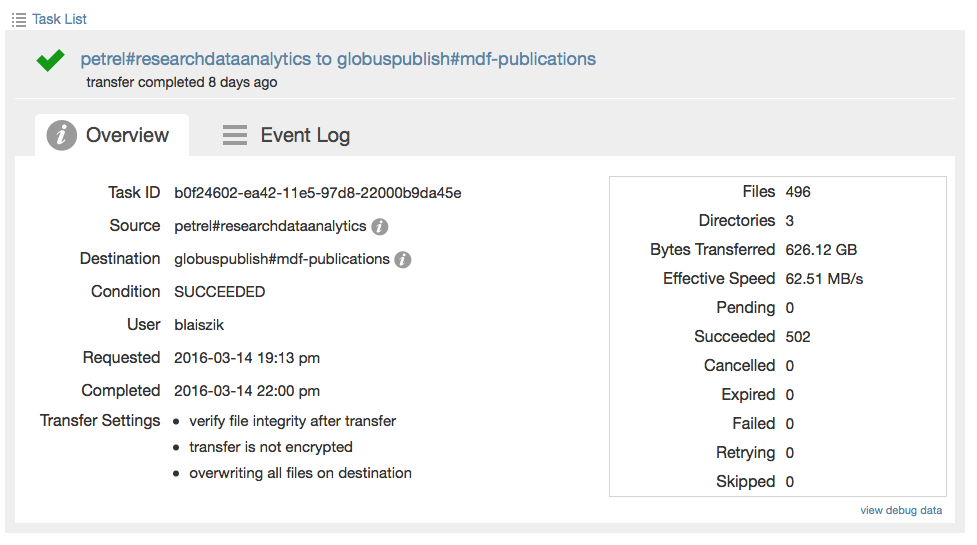 Task List
petrel#researchdataanalytics to globuspublish#mdf-publications
transfer completed 8 days ago
i Overview
Event Log
Task ID b0f24602-ea42-11e5-97d8-22000b9da45e
Source petrel#researchdataanalytics i
Destination globuspublish#mdf-publications i
Condition SUCCEEDED
User blaiszik
Requested 2016-03-14 19:13 pm
Completed 2016-03-14 22:00 pm
Transfer Settings • verify file integrity after transfer
• transfer is not encrypted
• overwriting all files on destination
Files 496
Directories 3
Bytes Transferred 626.12 GB
Effective Speed 62.51 MB/s
Pending 0
Succeeded 502
Cancelled 0
Expired 0
Failed 0
Retrying 0
Skipped 0
view debug data